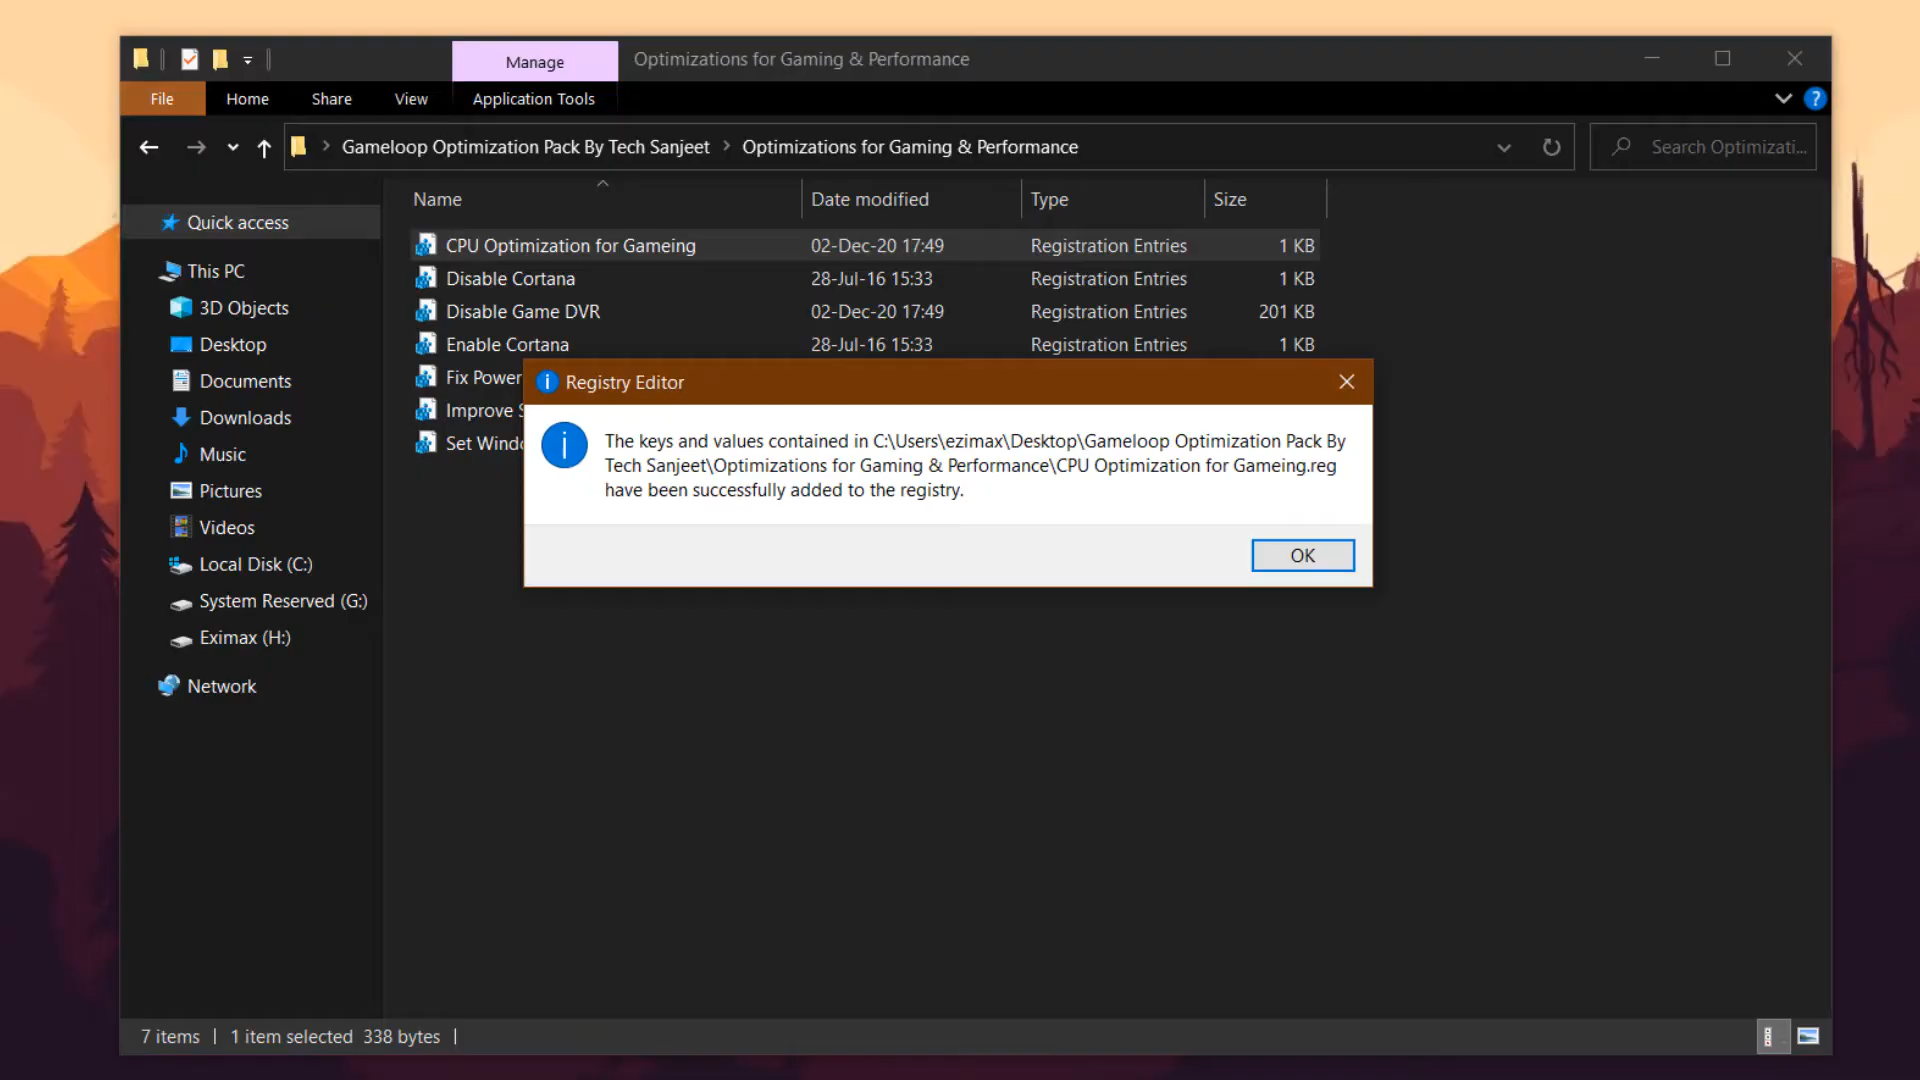 Manage
Optimizations for Gaming & Performance
File
Home
Share
View
Application Tools
?
Gameloop Optimization Pack By Tech Sanjeet
Optimizations for Gaming & Performance
Search Optimizati...
Name
Date modified
Type
Size
Quick access
This PC
3D Objects
Desktop
Documents
Downloads
Music
Pictures
Videos
Local Disk (C:)
System Reserved (G:)
Eximax (H:)
Network
CPU Optimization for Gameing 02-Dec-20 17:49 Registration Entries 1 KB
Disable Cortana 28-Jul-16 15:33 Registration Entries 1 KB
Disable Game DVR 02-Dec-20 17:49 Registration Entries 201 KB
Enable Cortana 28-Jul-16 15:33 Registration Entries 1 KB
Fix Power
Improve
Set
Registry Editor
The keys and values contained in C:\Users\ezimax\Desktop\Gameloop Optimization Pack By
Tech Sanjeet\Optimizations for Gaming & Performance\CPU Optimization for Gameing.reg
have been successfully added to the registry.
OK
7 items
1 item selected 338 bytes